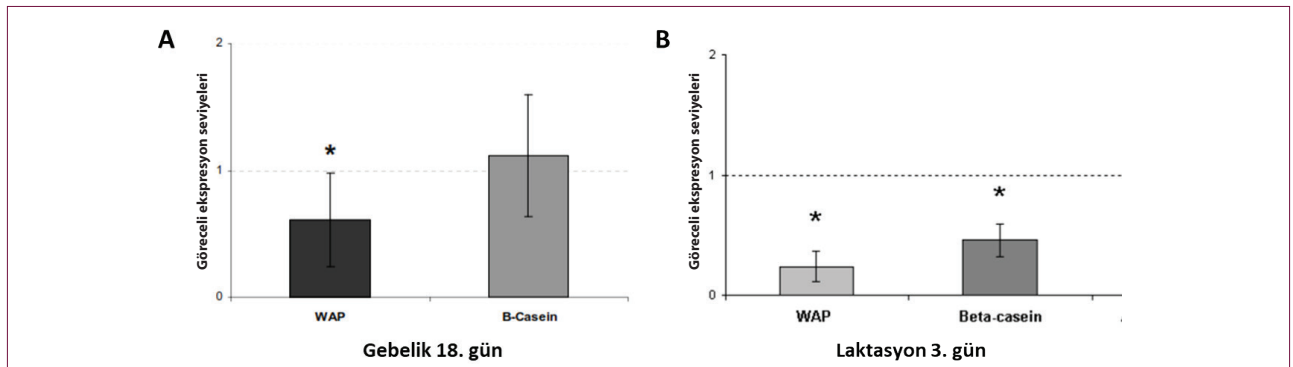 A
Göreceli ekspresyon seviyeleri
2
1
0
*
WAP
B-Casein
Gebelik 18. gün
B
Göreceli ekspresyon seviyeleri
2
1
0
*
*
WAP
Beta-casein
Laktasyon 3. gün